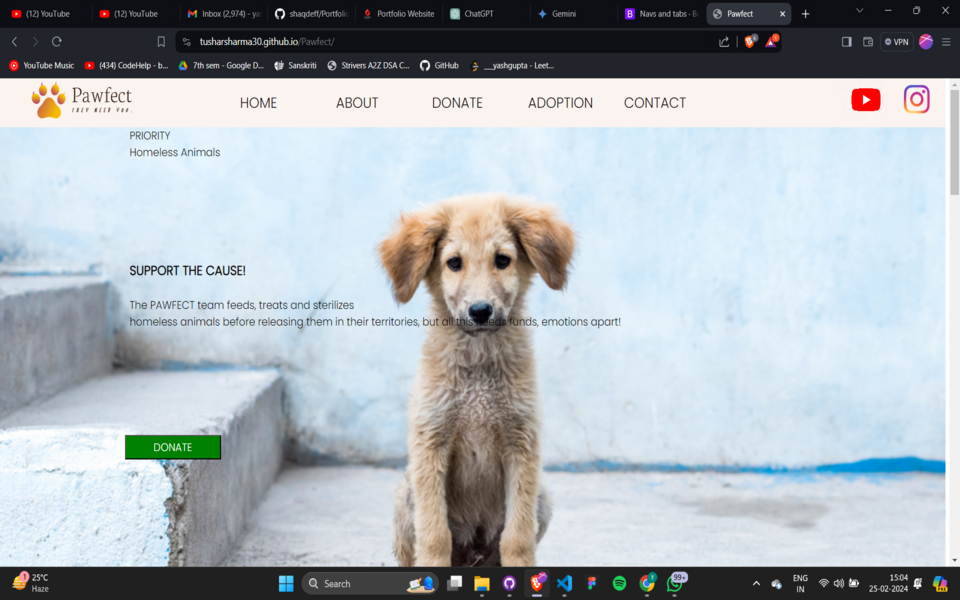 (12) YouTube
(12) YouTube
Inbox (2,974) - ya
shaqdeff/Portfolio
Portfolio Website
ChatGPT
Gemini
Navs and tabs - B
Pawfect
tusharsharma30.github.io/Pawfect/
VPN
YouTube Music
(434) CodeHelp - b...
7th sem - Google D...
Sanskriti
Strivers A2Z DSA C...
GitHub
___yashgupta - Leet...
Pawfect
THEY NEED YOU.
HOME
ABOUT
DONATE
ADOPTION
CONTACT
PRIORITY
Homeless Animals
SUPPORT THE CAUSE!
The PAWFECT team feeds, treats and sterilizes
homeless animals before releasing them in their territories, but all this needs funds, emotions apart!
DONATE
25°C
Haze
Search
99+
ENG
IN
15:04
25-02-2024